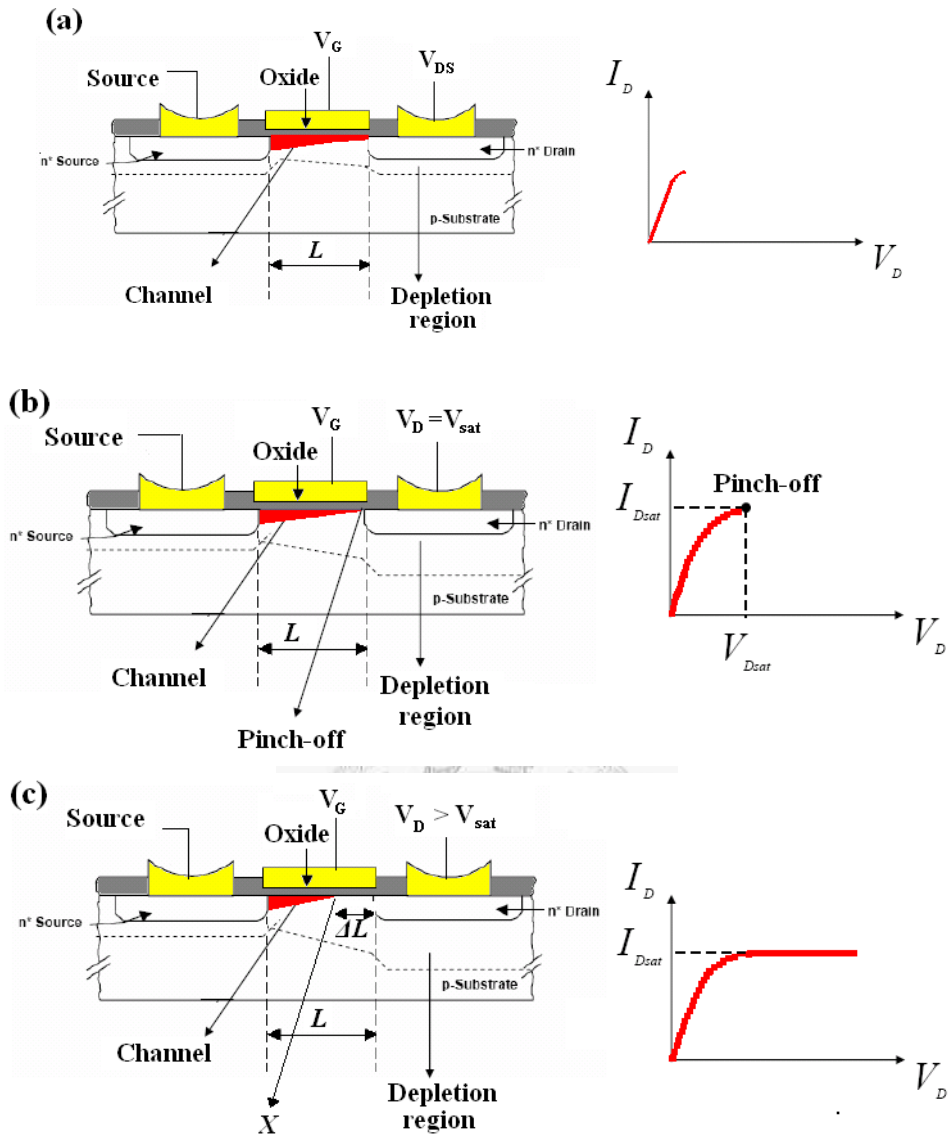 (a)
V_G
Source
Oxide
V_DS
n⁺ Source
n⁺ Drain
p-Substrate
L
Channel
Depletion
region
I_D
V_D
(b)
V_G
V_D =V_sat
Source
Oxide
n⁺ Source
n⁺ Drain
p-Substrate
L
Channel
Depletion
region
Pinch-off
I_D
Pinch-off
I_Dsat
V_D
V_Dsat
(c)
V_G
V_D > V_sat
Source
Oxide
n⁺ Source
n⁺ Drain
ΔL
p-Substrate
L
Channel
Depletion
region
X
I_D
I_Dsat
V_D